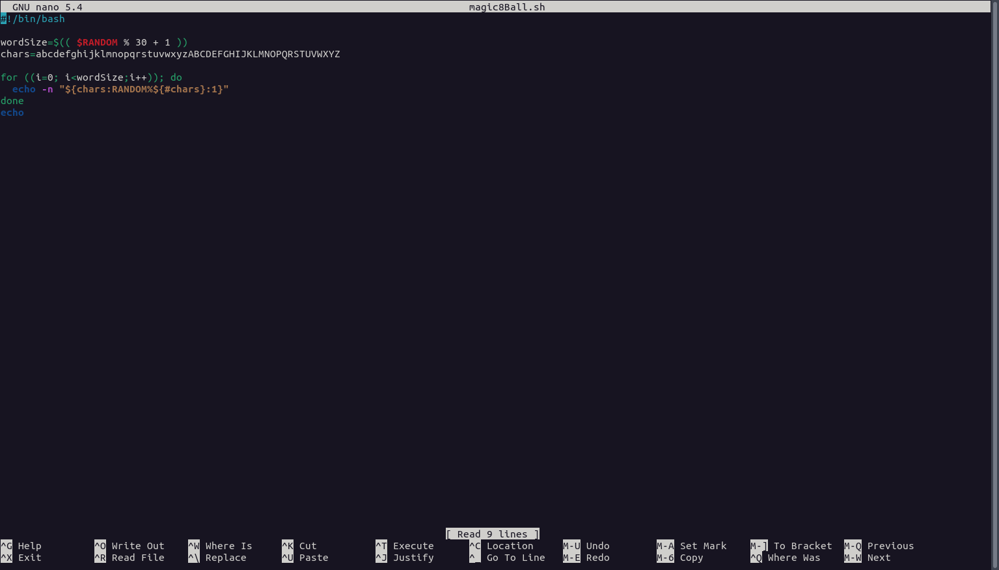 GNU nano 5.4 magic8Ball.sh
#!/bin/bash
wordSize=$(( $RANDOM % 30 + 1 ))
chars=abcdefghijklmnopqrstuvwxyzABCDEFGHIJKLMNOPQRSTUVWXYZ
for ((i=0; i<wordSize;i++)); do
  echo -n "${chars:RANDOM%${#chars}:1}"
done
echo
[ Read 9 lines ]
^G Help ^O Write Out ^W Where Is ^K Cut ^T Execute ^C Location M-U Undo M-A Set Mark M-] To Bracket M-Q Previous
^X Exit ^R Read File ^\ Replace ^U Paste ^J Justify ^_ Go To Line M-E Redo M-6 Copy ^Q Where Was M-W Next